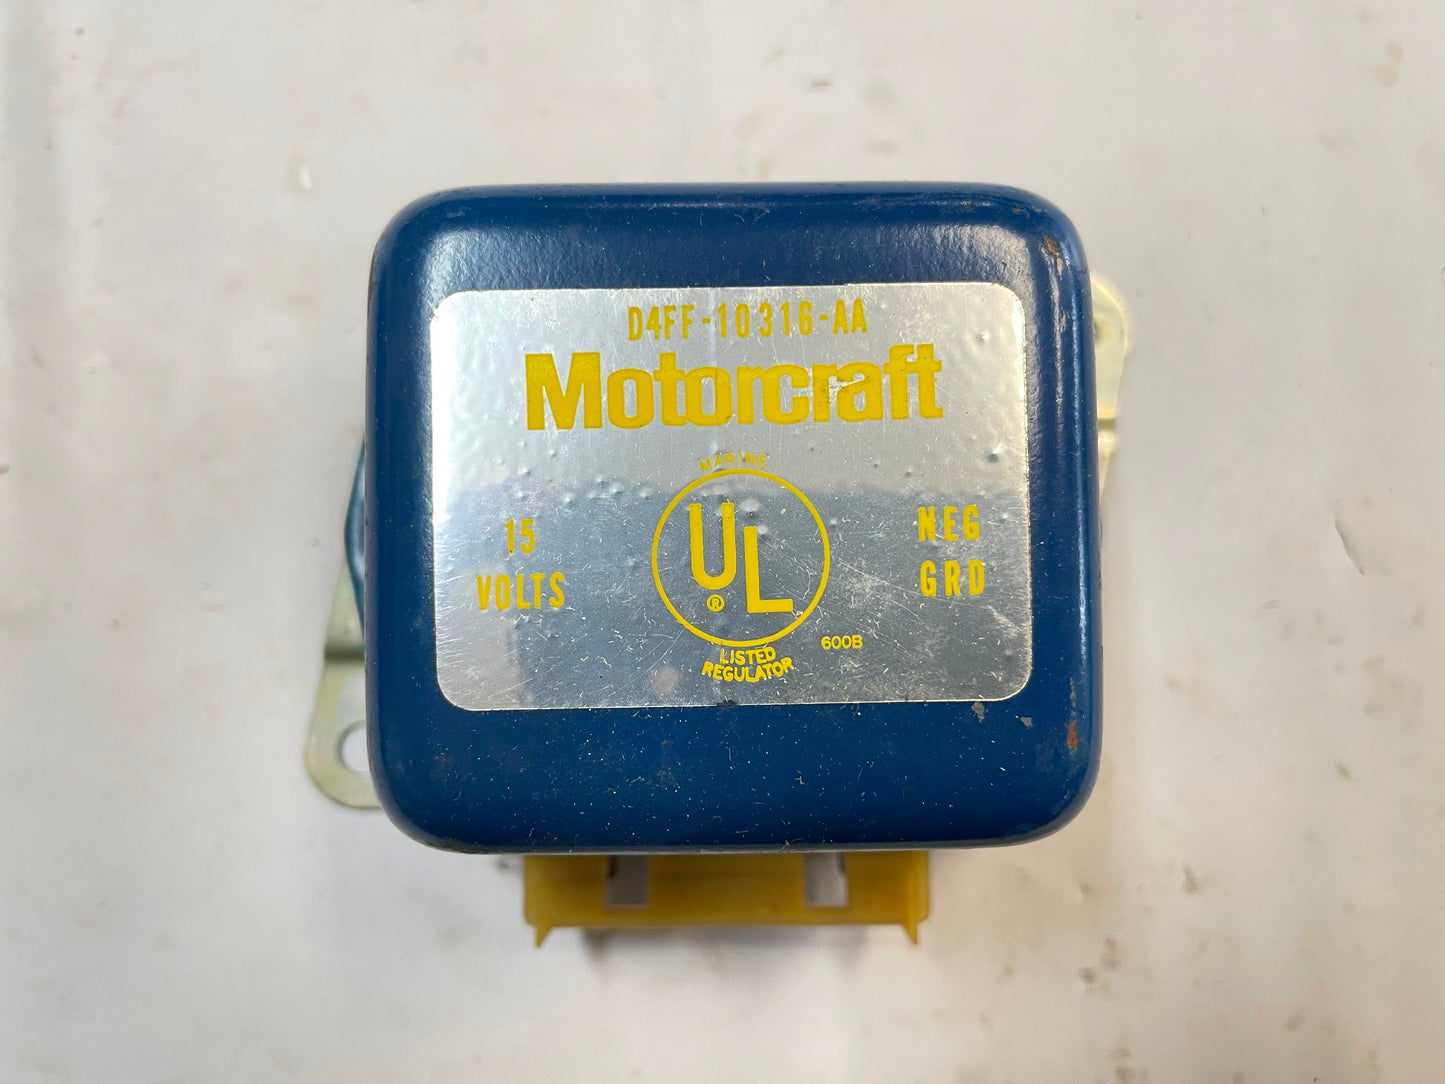 D4FF-10316-AA
Motorcraft
MARINE
15
VOLTS
UL
®
NEG
GRD
LISTED
REGULATOR
600B